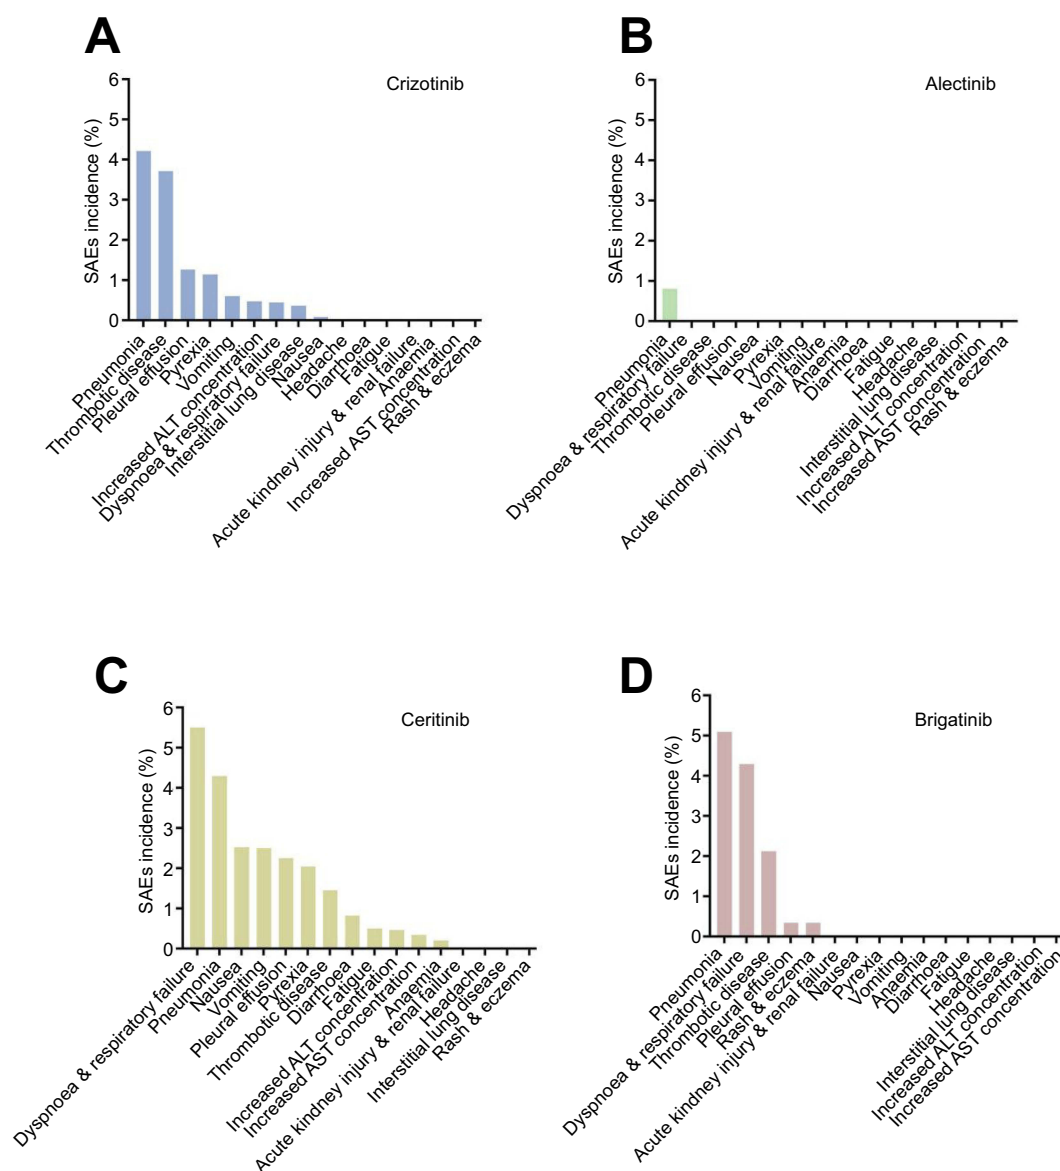 A
Crizotinib
SAEs incidence (%)
6
5
4
3
2
1
0
Pneumonia
Thrombotic disease
Pleural effusion
Pyrexia
Vomiting
Increased ALT concentration
Dyspnoea & respiratory failure
Interstitial lung disease
Nausea
Headache
Diarrhoea
Fatigue
Acute kindney injury & renal failure
Anaemia
Increased AST concentration
Rash & eczema
B
Alectinib
SAEs incidence (%)
6
5
4
3
2
1
0
Pneumonia
Dyspnoea & respiratory failure
Thrombotic disease
Pleural effusion
Nausea
Pyrexia
Vomiting
Acute kindney injury & renal failure
Anaemia
Diarrhoea
Fatigue
Headache
Interstitial lung disease
Increased ALT concentration
Increased AST concentration
Rash & eczema
C
Ceritinib
SAEs incidence (%)
6
5
4
3
2
1
0
Dyspnoea & respiratory failure
Pneumonia
Nausea
Vomiting
Pleural effusion
Pyrexia
Thrombotic disease
Diarrhoea
Fatigue
Increased ALT concentration
Increased AST concentration
Anaemia
Acute kindney injury & renal failure
Headache
Interstitial lung disease
Rash & eczema
D
Brigatinib
SAEs incidence (%)
6
5
4
3
2
1
0
Pneumonia
Dyspnoea & respiratory failure
Thrombotic disease
Pleural effusion
Rash & eczema
Acute kindney injury & renal failure
Nausea
Pyrexia
Vomiting
Anaemia
Diarrhoea
Fatigue
Headache
Interstitial lung disease
Increased ALT concentration
Increased AST concentration